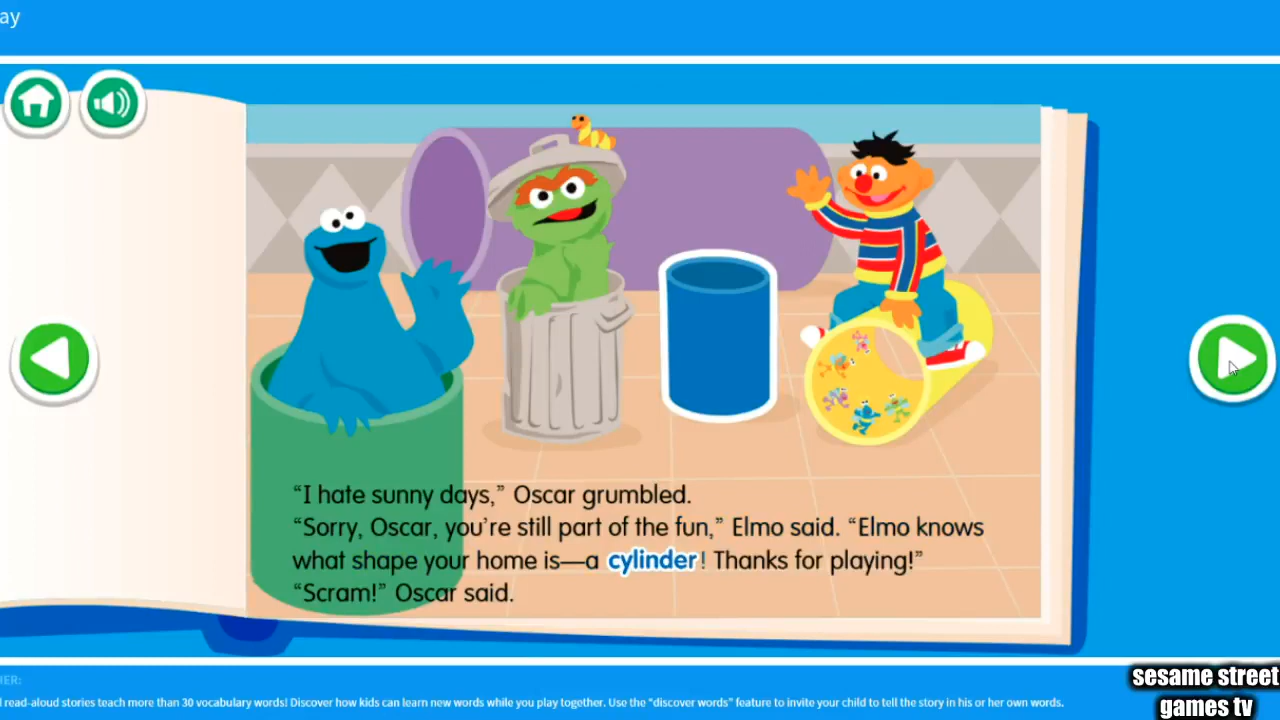 ay
“I hate sunny days,” Oscar grumbled.
“Sorry, Oscar, you’re still part of the fun,” Elmo said. “Elmo knows
what shape your home is—a cylinder! Thanks for playing!”
“Scram!” Oscar said.
IER:
read-aloud stories teach more than 30 vocabulary words! Discover how kids can learn new words while you play together. Use the “discover words” feature to invite your child to tell the story in his or her own words.
sesame street
games tv